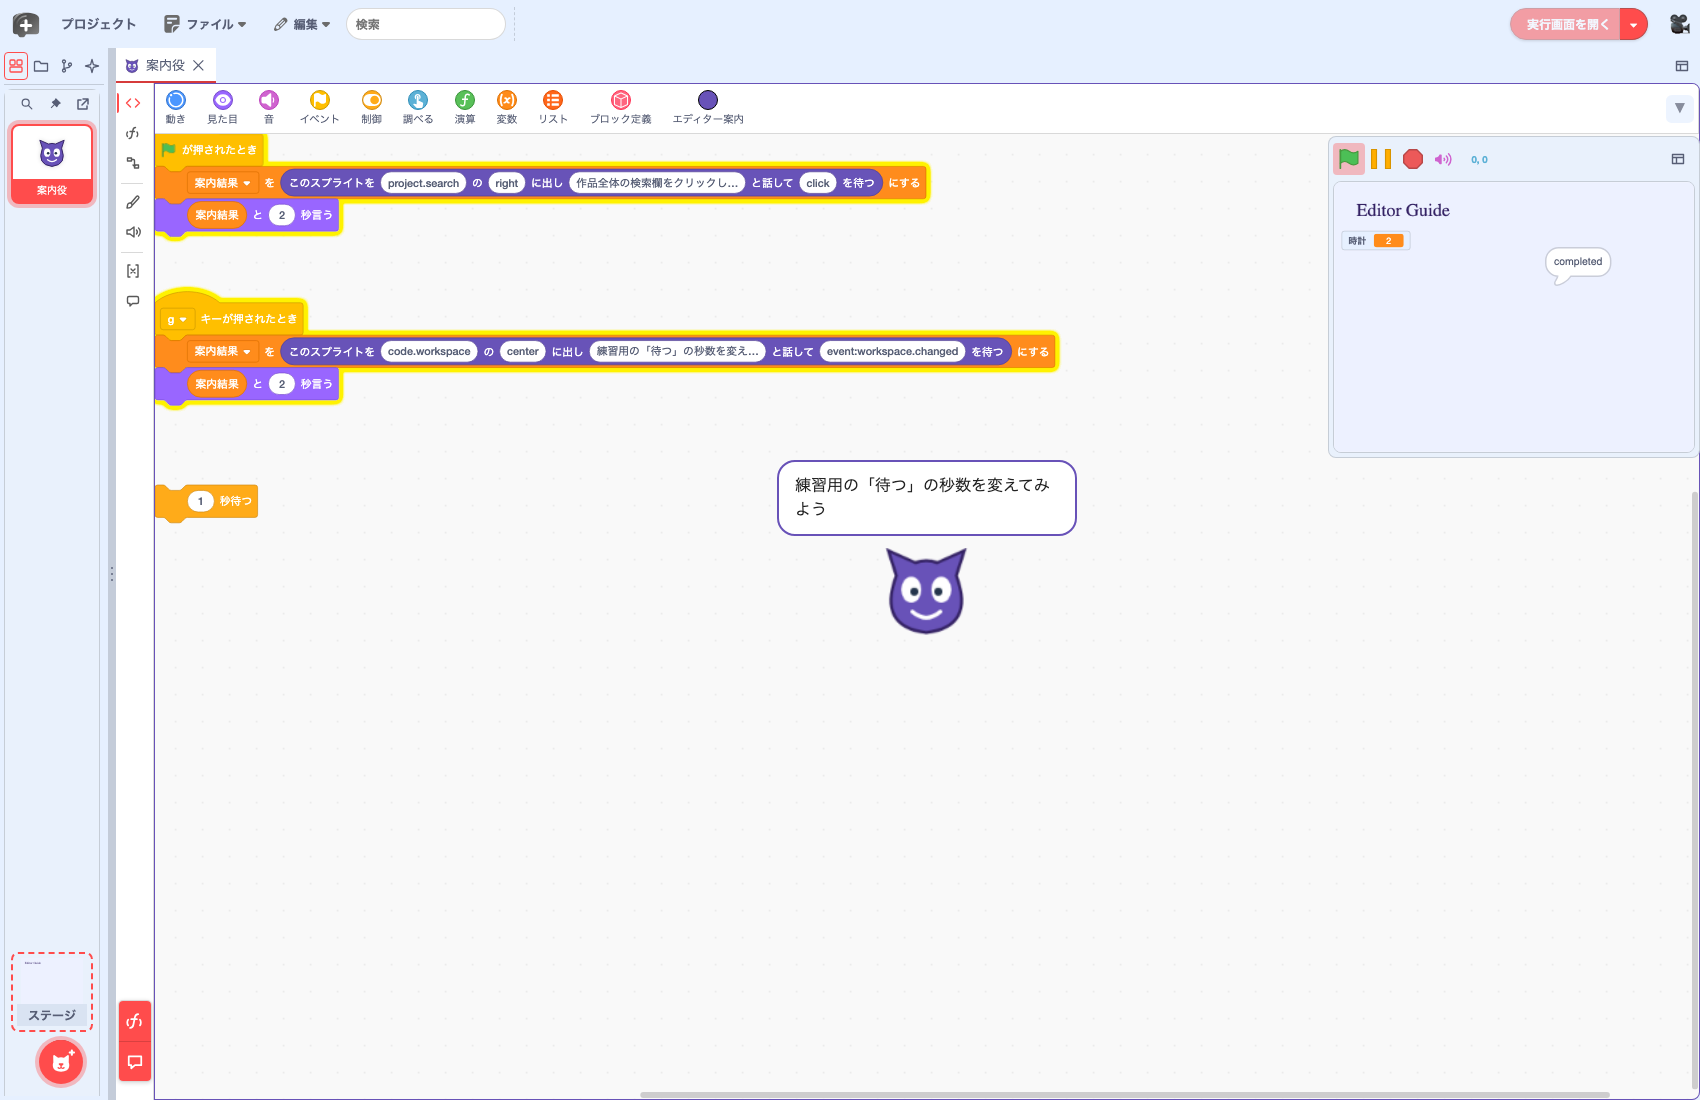 プロジェクト
ファイル
編集
検索
実行画面を開く
案内役
動き
見た目
音
イベント
制御
調べる
演算
変数
リスト
ブロック定義
エディター案内
案内役
が押されたとき
案内結果 を このスプライトを project.search の right に出し 作品全体の検索欄をクリックし... と話して click を待つ にする
案内結果 と 2 秒言う
g キーが押されたとき
案内結果 を このスプライトを code.workspace の center に出し 練習用の「待つ」の秒数を変え... と話して event:workspace.changed を待つ にする
案内結果 と 2 秒言う
1 秒待つ
練習用の「待つ」の秒数を変えてみ
よう
0, 0
Editor Guide
時計 2
completed
Editor Guide
ステージ